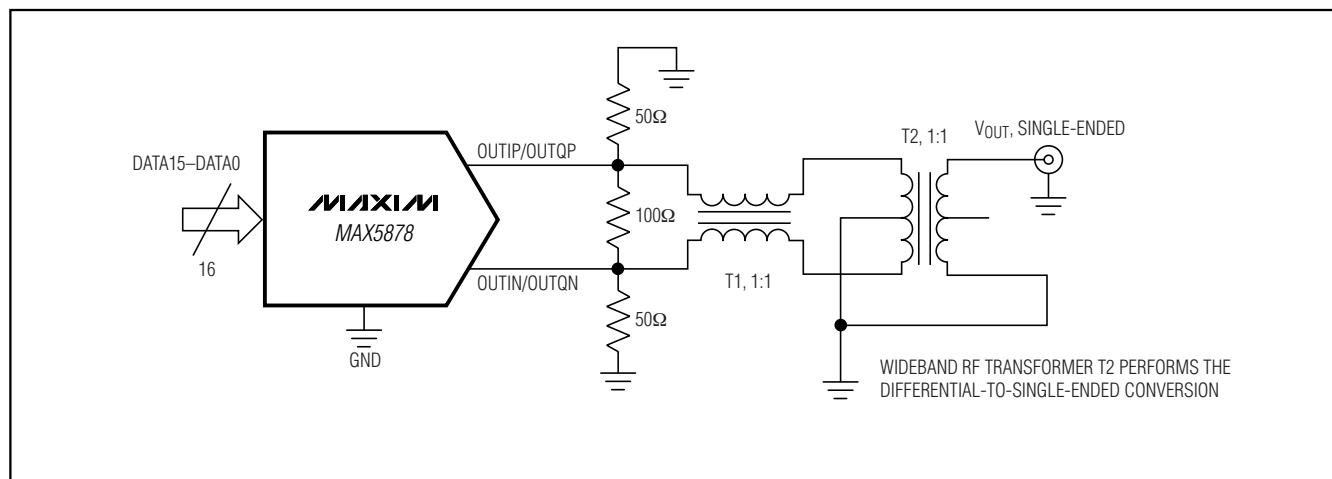 50Ω
T2, 1:1
VOUT, SINGLE-ENDED
DATA15–DATA0
OUTIP/OUTQP
MAXIM
MAX5878
100Ω
16
OUTIN/OUTQN
T1, 1:1
50Ω
GND
WIDEBAND RF TRANSFORMER T2 PERFORMS THE
DIFFERENTIAL-TO-SINGLE-ENDED CONVERSION